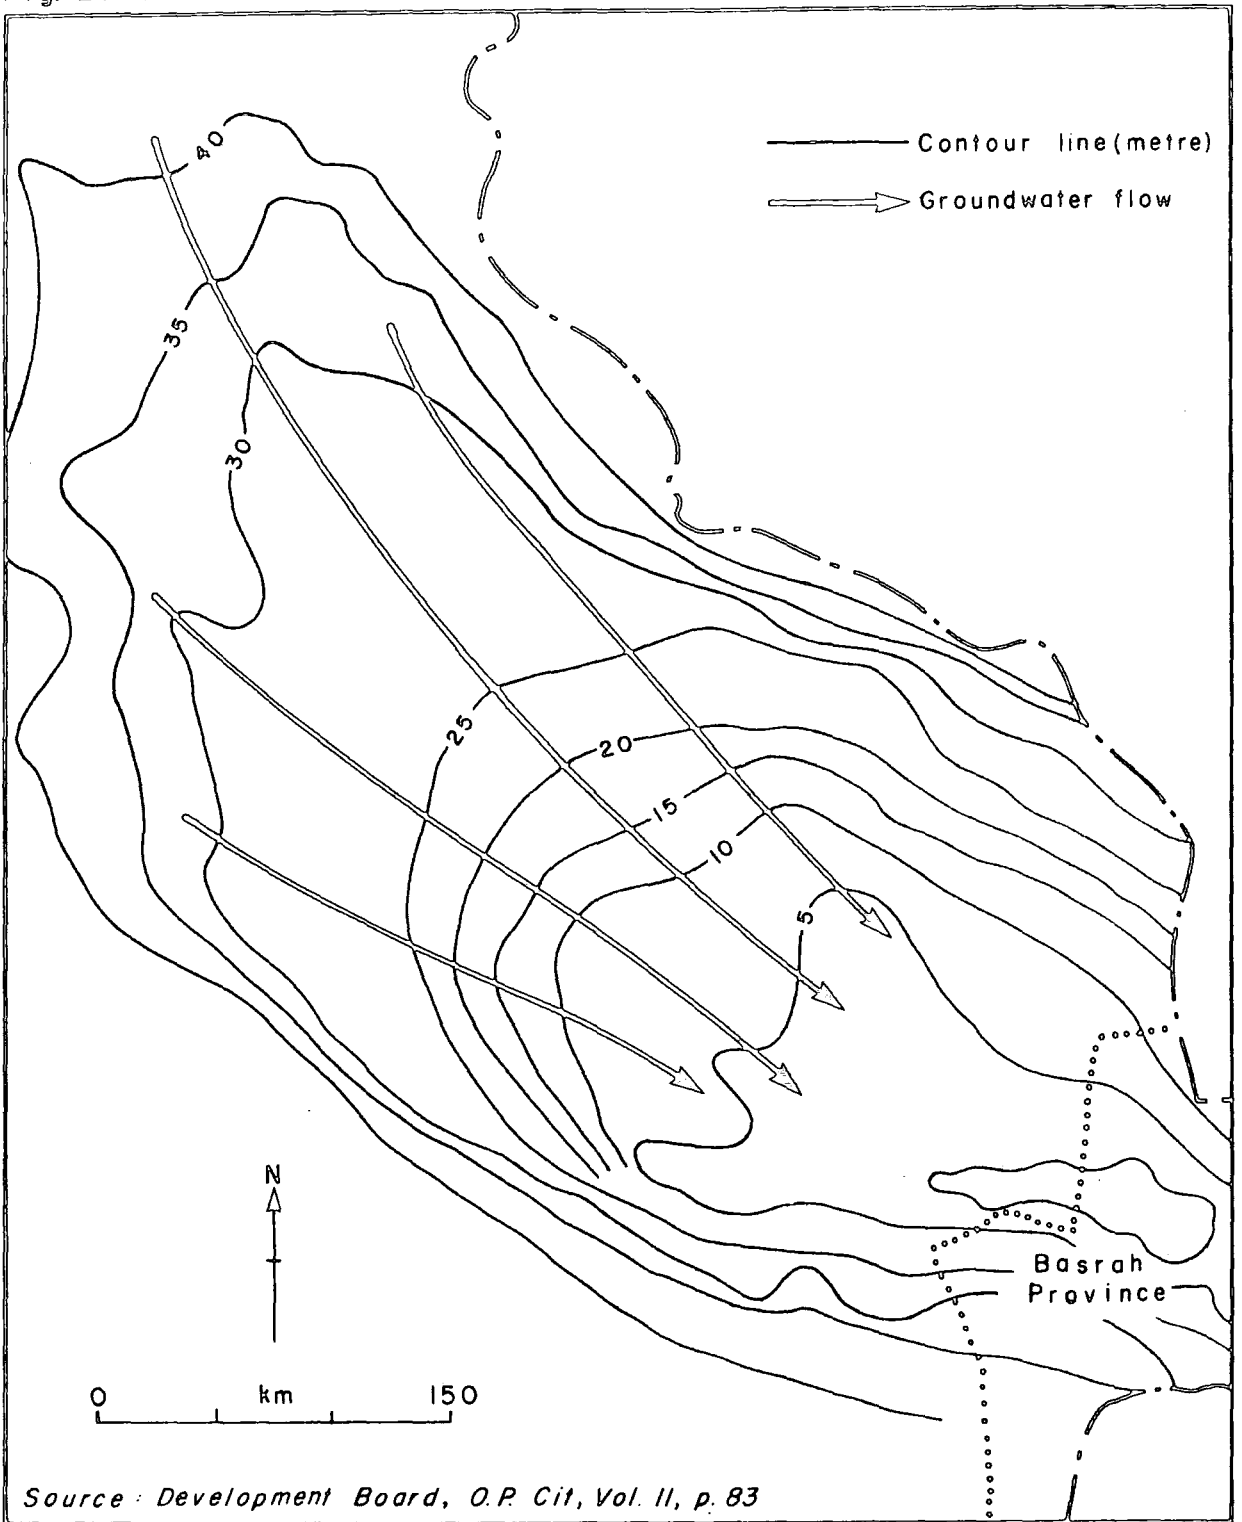 Contour line (metre)
Groundwater flow
40
35
30
25
20
15
10
5
N
Basrah
Province
0 km 150
Source : Development Board, O.P. Cit, Vol. II, p. 83